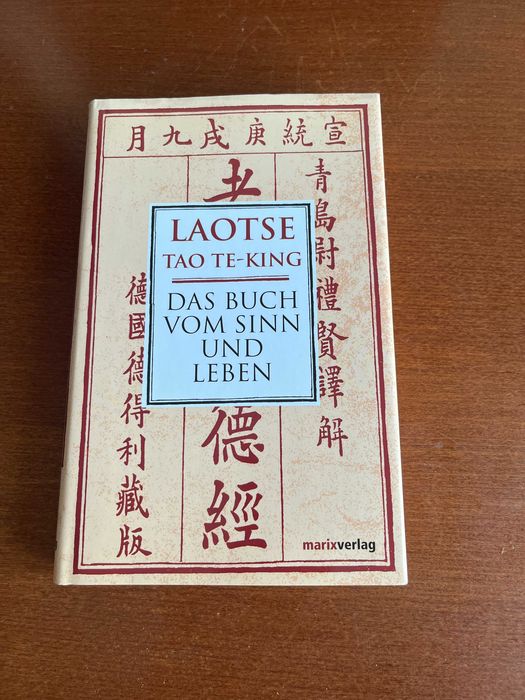 宣統庚戌九月
青島尉禮賢譯解
德經
德國德得利藏版
LAOTSE
TAO TE-KING
DAS BUCH
VOM SINN
UND
LEBEN
marixverlag